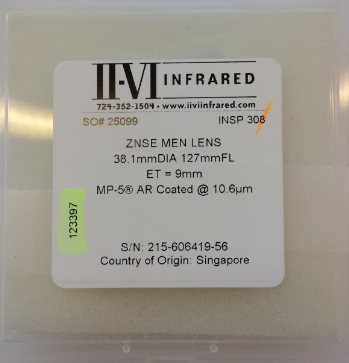 II-VI INFRARED
724-352-1504 • www.iiviinfrared.com
SO# 25099 INSP 308
ZNSE MEN LENS
38.1mmDIA 127mmFL
ET = 9mm
MP-5® AR Coated @ 10.6µm
123397
S/N: 215-606419-56
Country of Origin: Singapore